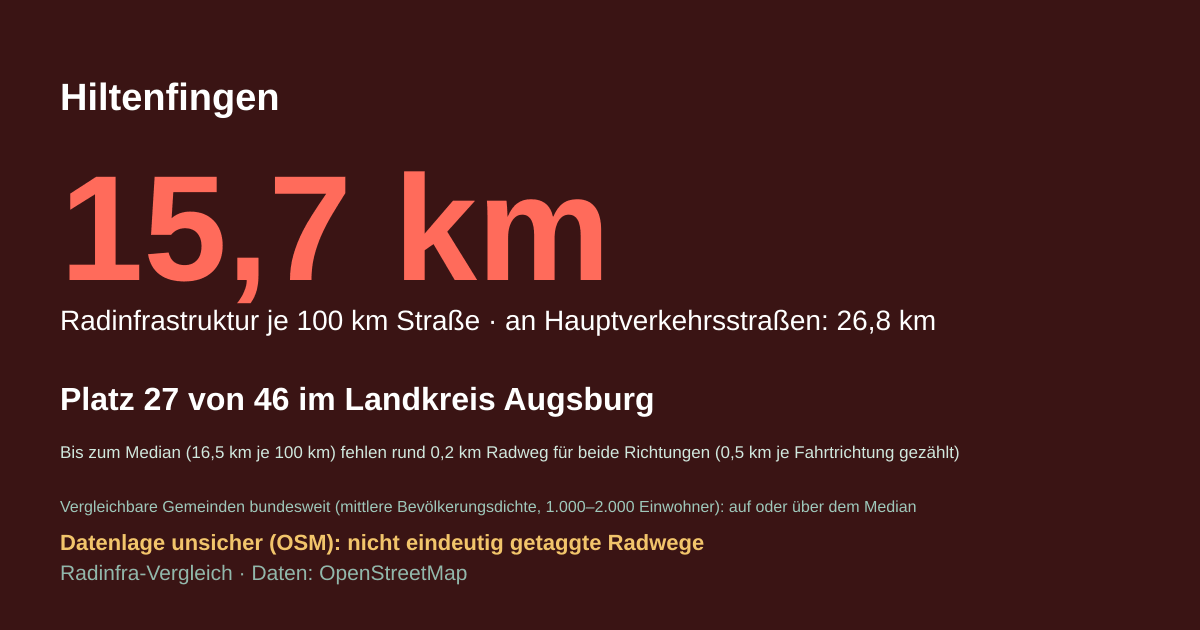 Hiltenfingen
15,7 km
Radinfrastruktur je 100 km Straße · an Hauptverkehrsstraßen: 26,8 km
Platz 27 von 46 im Landkreis Augsburg
Bis zum Median (16,5 km je 100 km) fehlen rund 0,2 km Radweg für beide Richtungen (0,5 km je Fahrtrichtung gezählt)
Vergleichbare Gemeinden bundesweit (mittlere Bevölkerungsdichte, 1.000–2.000 Einwohner): auf oder über dem Median
Datenlage unsicher (OSM): nicht eindeutig getaggte Radwege
Radinfra-Vergleich · Daten: OpenStreetMap